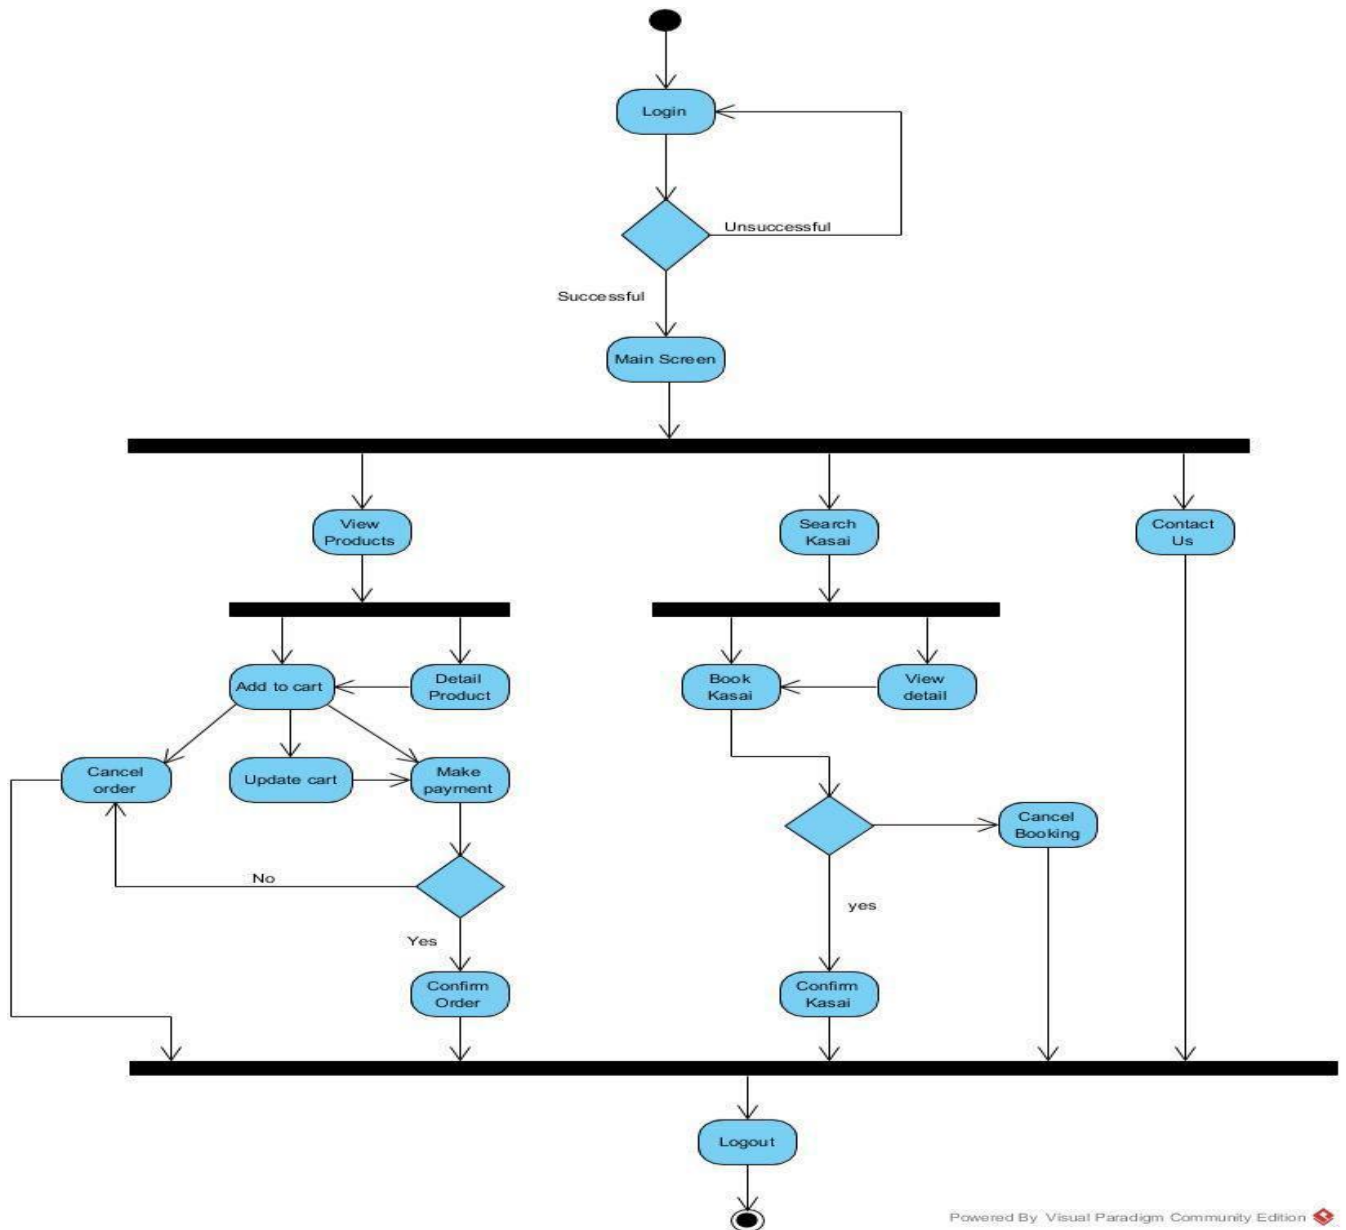 Login
Unsuccessful
Successful
Main Screen
View
Products
Search
Kasai
Contact
Us
Add to cart
Detail
Product
Book
Kasai
View
detail
Cancel
order
Update cart
Make
payment
Cancel
Booking
No
yes
Yes
Confirm
Order
Confirm
Kasai
Logout
Powered By Visual Paradigm Community Edition